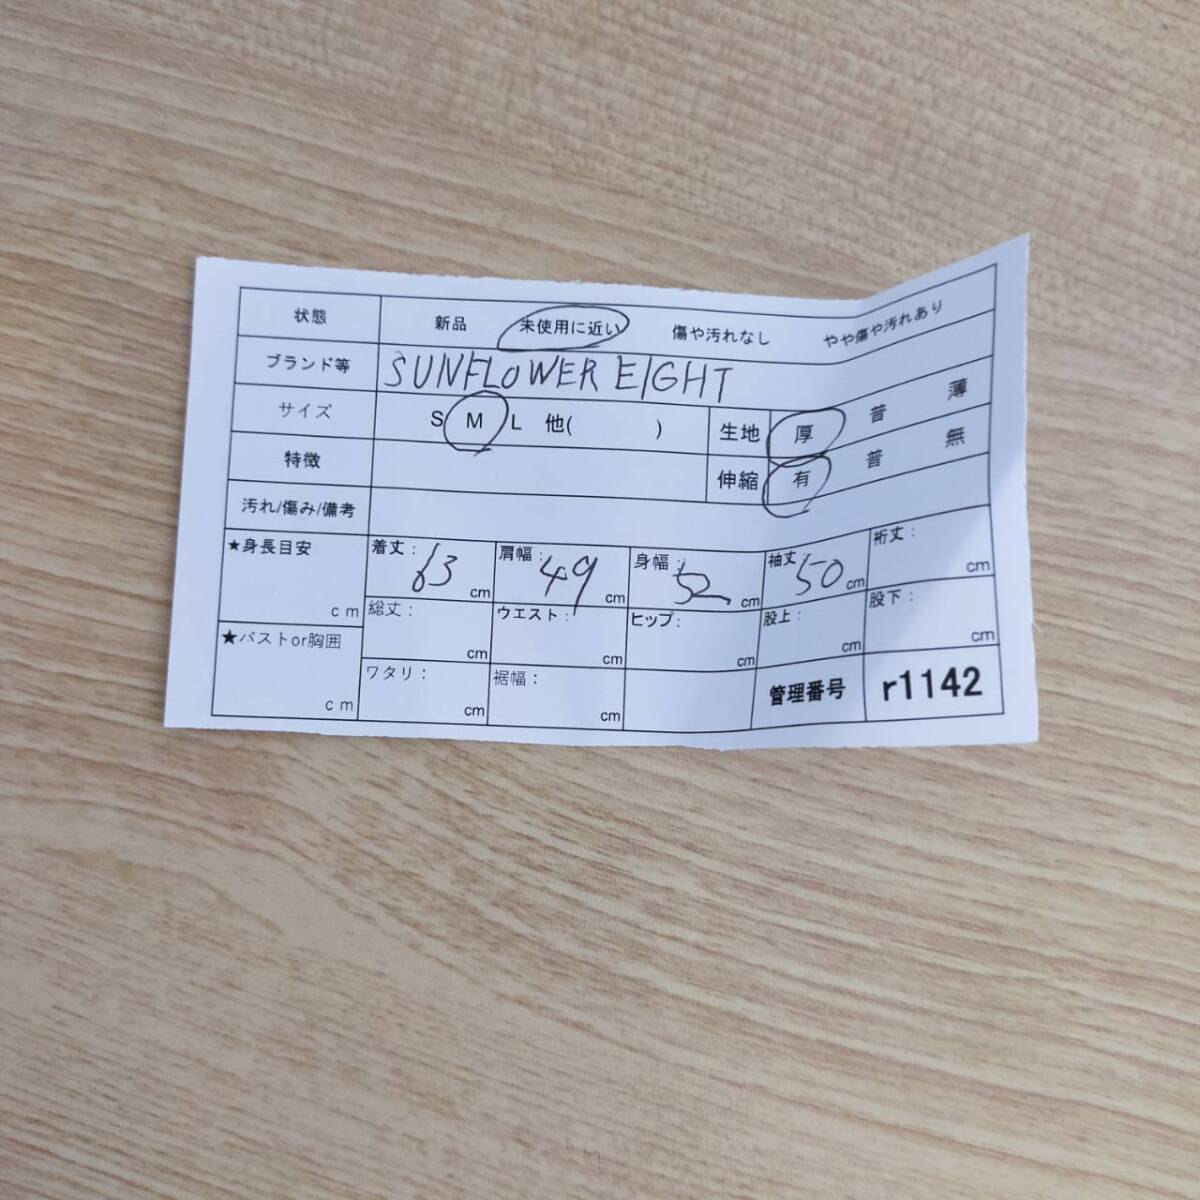 状態 新品 未使用に近い 傷や汚れなし やや傷や汚れあり
ブランド等 SUNFLOWER EIGHT
サイズ S M L 他( ) 生地 厚 普 薄
特徴 伸縮 有 普 無
汚れ/傷み/備考
★身長目安 cm 着丈: 63 cm 肩幅: 49 cm 身幅: 52 cm 袖丈: 50 cm 裄丈: cm
総丈: cm ウエスト: cm ヒップ: cm 股上: cm 股下: cm
★バストor胸囲 cm ワタリ: cm 裾幅: cm 管理番号 r1142